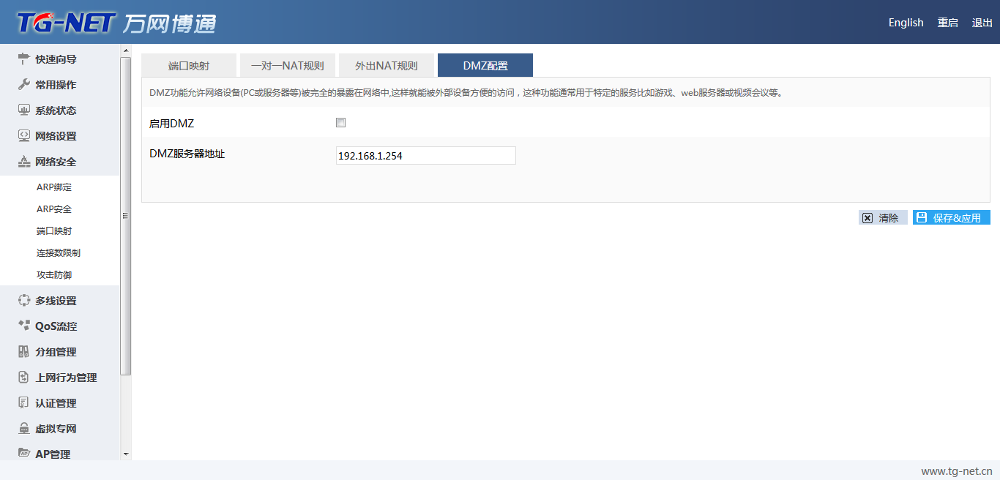 TG-NET 万网博通
English 重启 退出
快速向导
常用操作
系统状态
网络设置
网络安全
ARP绑定
ARP安全
端口映射
连接数限制
攻击防御
多线设置
QoS流控
分组管理
上网行为管理
认证管理
虚拟专网
AP管理
端口映射 一对一NAT规则 外出NAT规则 DMZ配置
DMZ功能允许网络设备(PC或服务器等)被完全的暴露在网络中,这样就能被外部设备方便的访问，这种功能通常用于特定的服务比如游戏、web服务器或视频会议等。
启用DMZ
DMZ服务器地址 192.168.1.254
清除 保存&应用
www.tg-net.cn